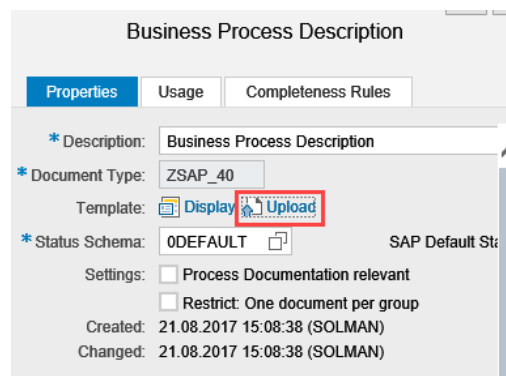 Business Process Description
Properties Usage Completeness Rules
* Description: Business Process Description
* Document Type: ZSAP_40
Template: Display Upload
* Status Schema: 0DEFAULT SAP Default
Settings: Process Documentation relevant
Restrict: One document per group
Created: 21.08.2017 15:08:38 (SOLMAN)
Changed: 21.08.2017 15:08:38 (SOLMAN)